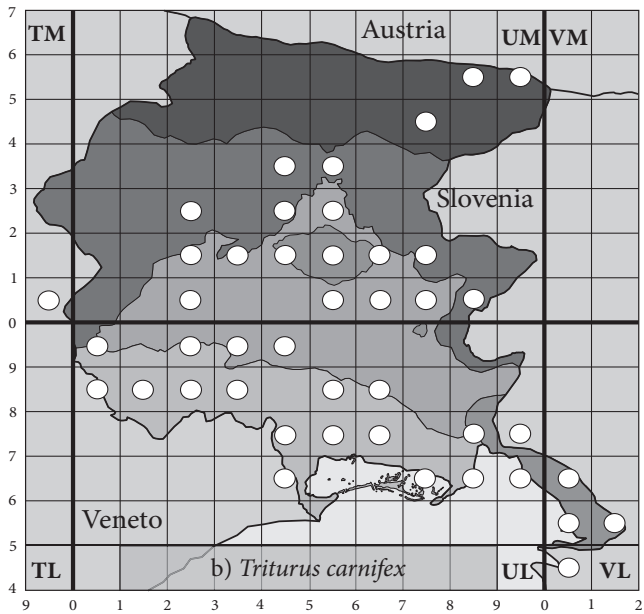 7
TM
Austria
UM VM
6
5
4
3
Slovenia
2
1
0
9
8
7
6
Veneto
5
TL
b) Triturus carnifex
UL
VL
4
9 0 1 2 3 4 5 6 7 8 9 0 1 2